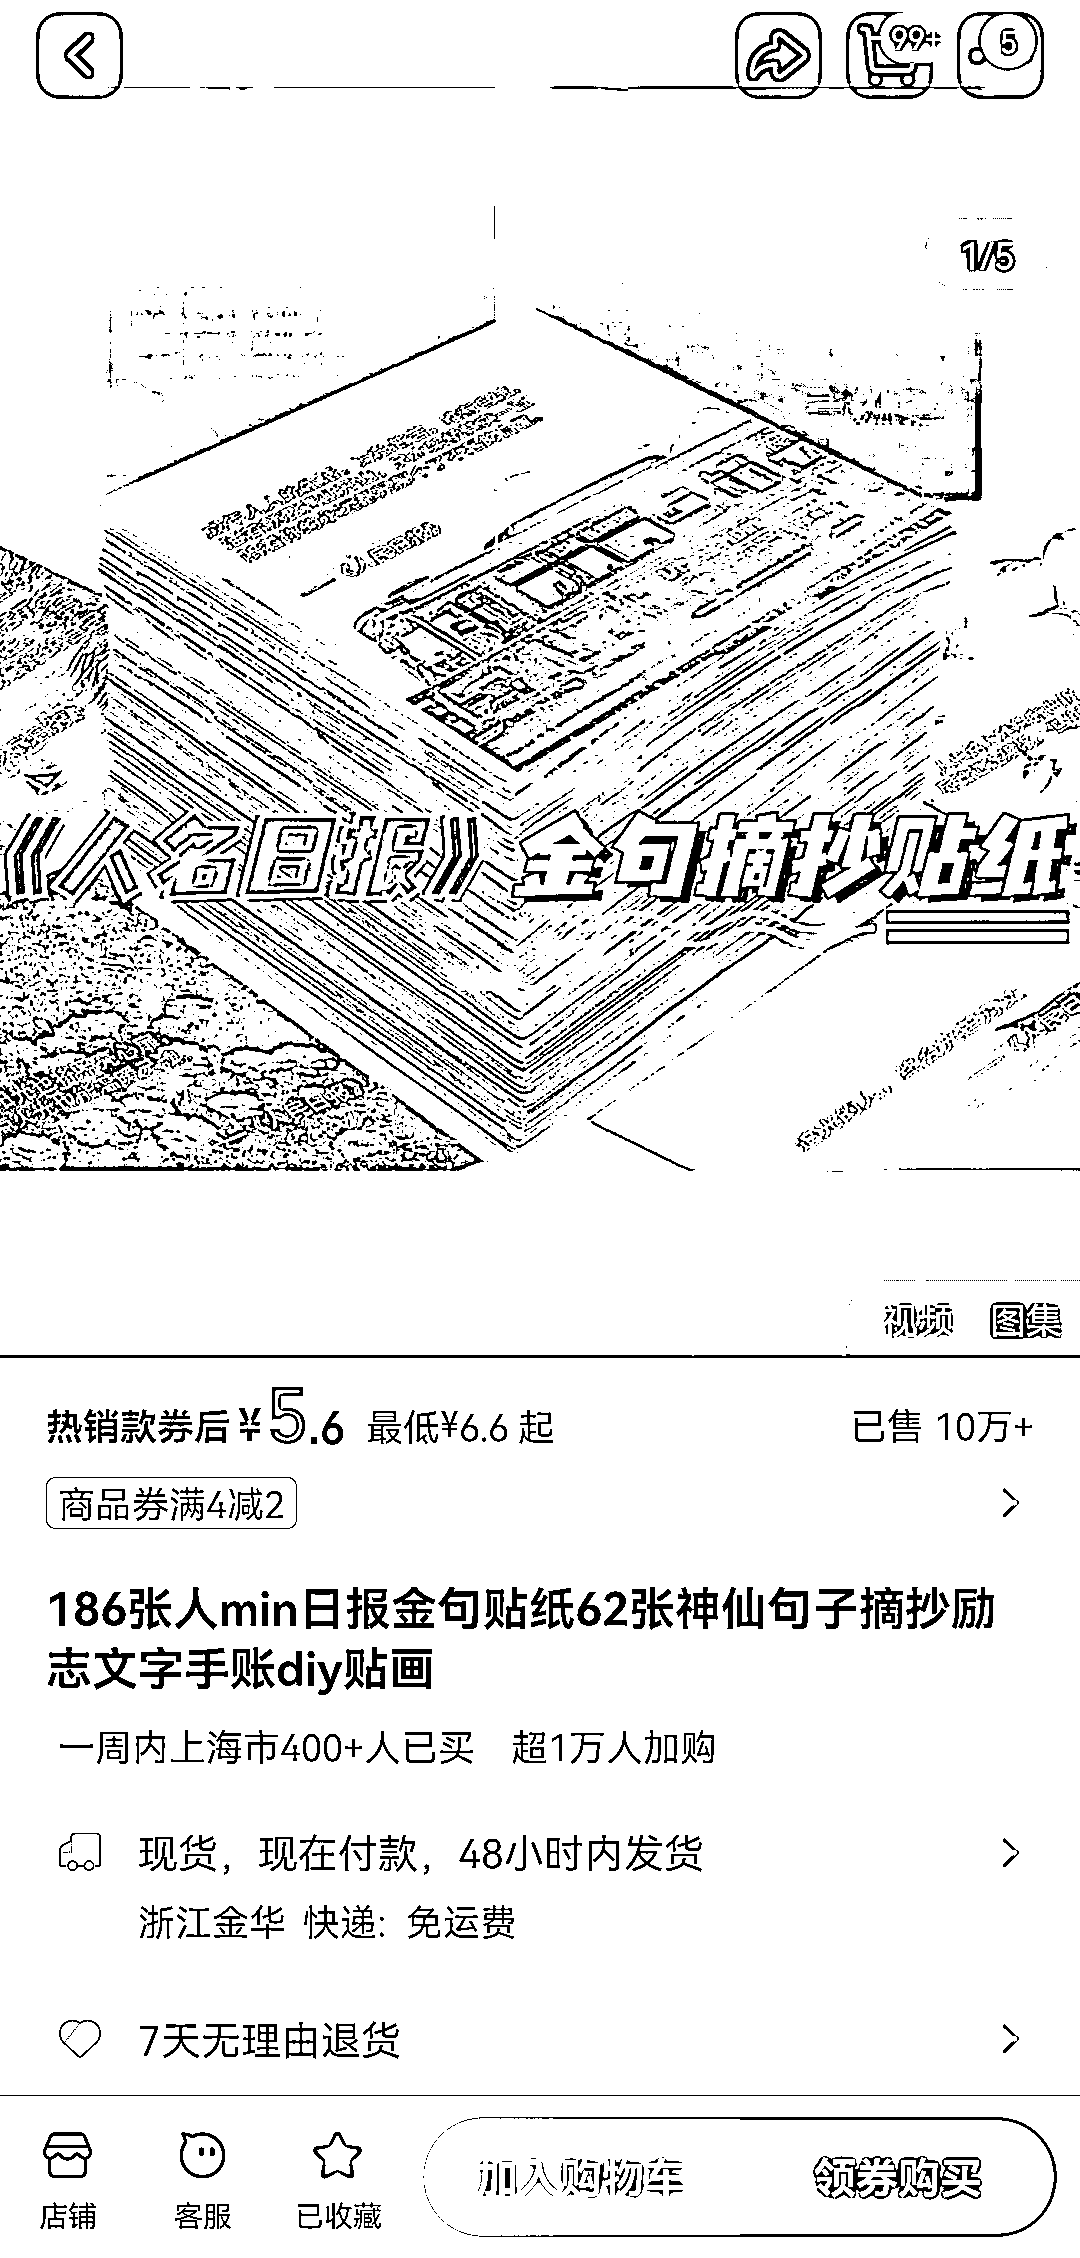 99+
5
1/5
《人名日报》金句摘抄贴纸
视频 图集
热销款券后¥5.6 最低¥6.6 起 已售 10万+
商品券满4减2
186张人min日报金句贴纸62张神仙句子摘抄励
志文字手账diy贴画
一周内上海市400+人已买 超1万人加购
现货，现在付款，48小时内发货
浙江金华 快递: 免运费
7天无理由退货
店铺 客服 已收藏 加入购物车 领券购买